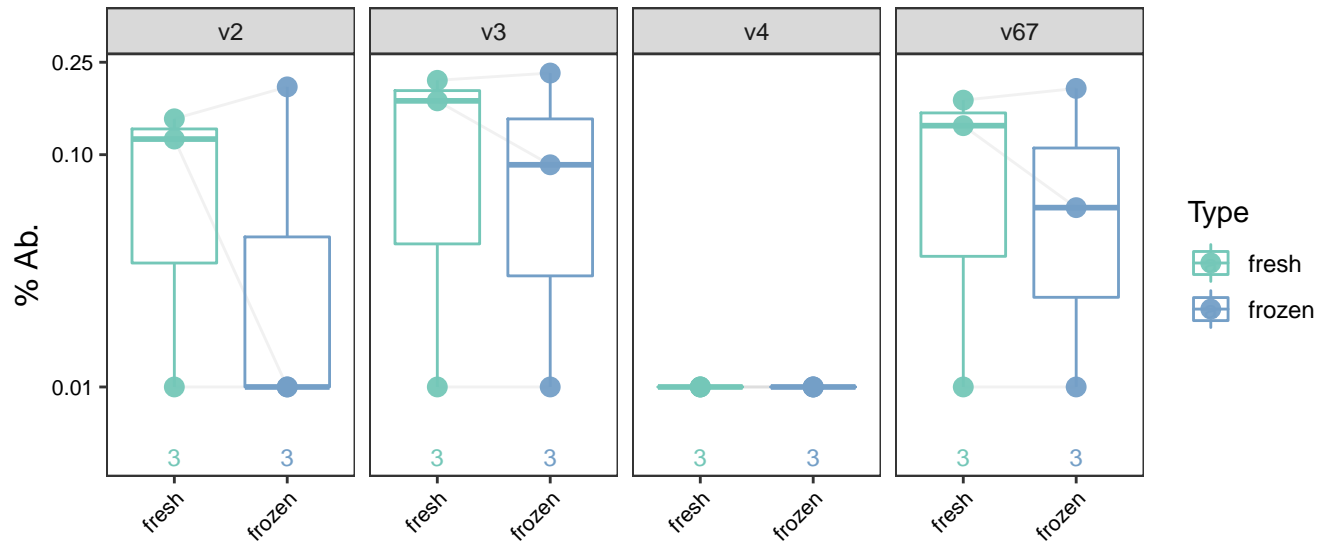 v2 v3 v4 v67
0.25
0.10
0.01
% Ab.
3 3 3 3 3 3 3 3
fresh frozen fresh frozen fresh frozen fresh frozen
Type
fresh
frozen